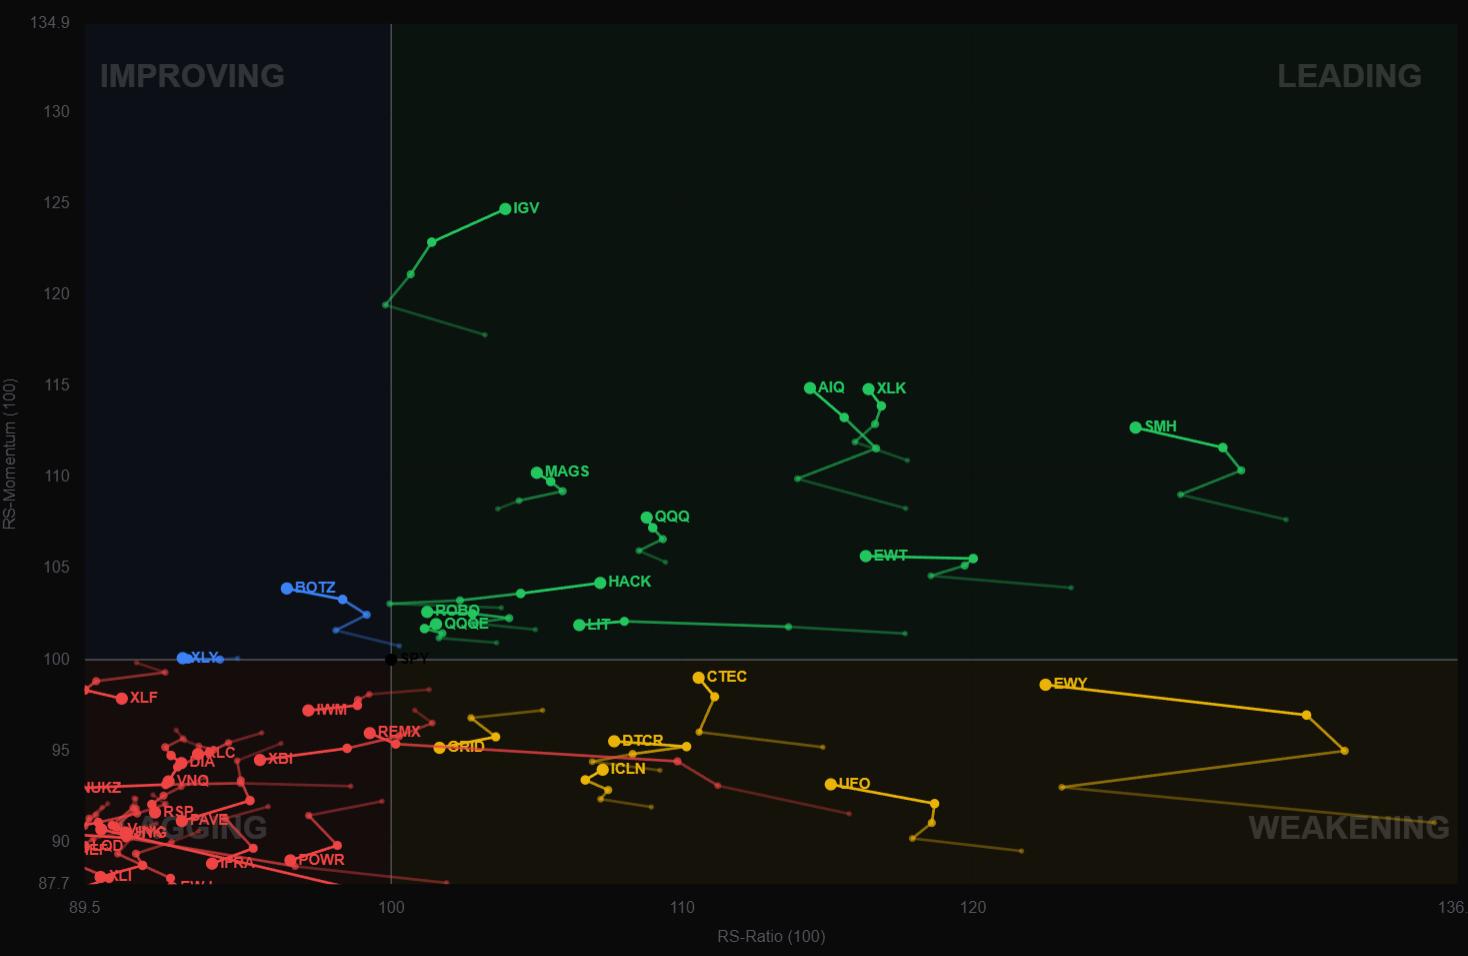 134.9
IMPROVING
LEADING
130
125
IGV
120
115
AIQ
XLK
SMH
110
MAGS
QQQ
EWT
105
HACK
BOTZ
ROBO
QQQE
LIT
100
XLY
SPY
CTEC
EWY
XLF
IWM
REMX
GRID
DTCR
95
XLC
XBI
DIA
ICLN
VNQ
UFO
RSP
PAVE
WEAKENING
90
LQD
IFRA
POWR
XLI
87.7
89.5
100
110
120
136.
RS-Ratio (100)
RS-Momentum (100)